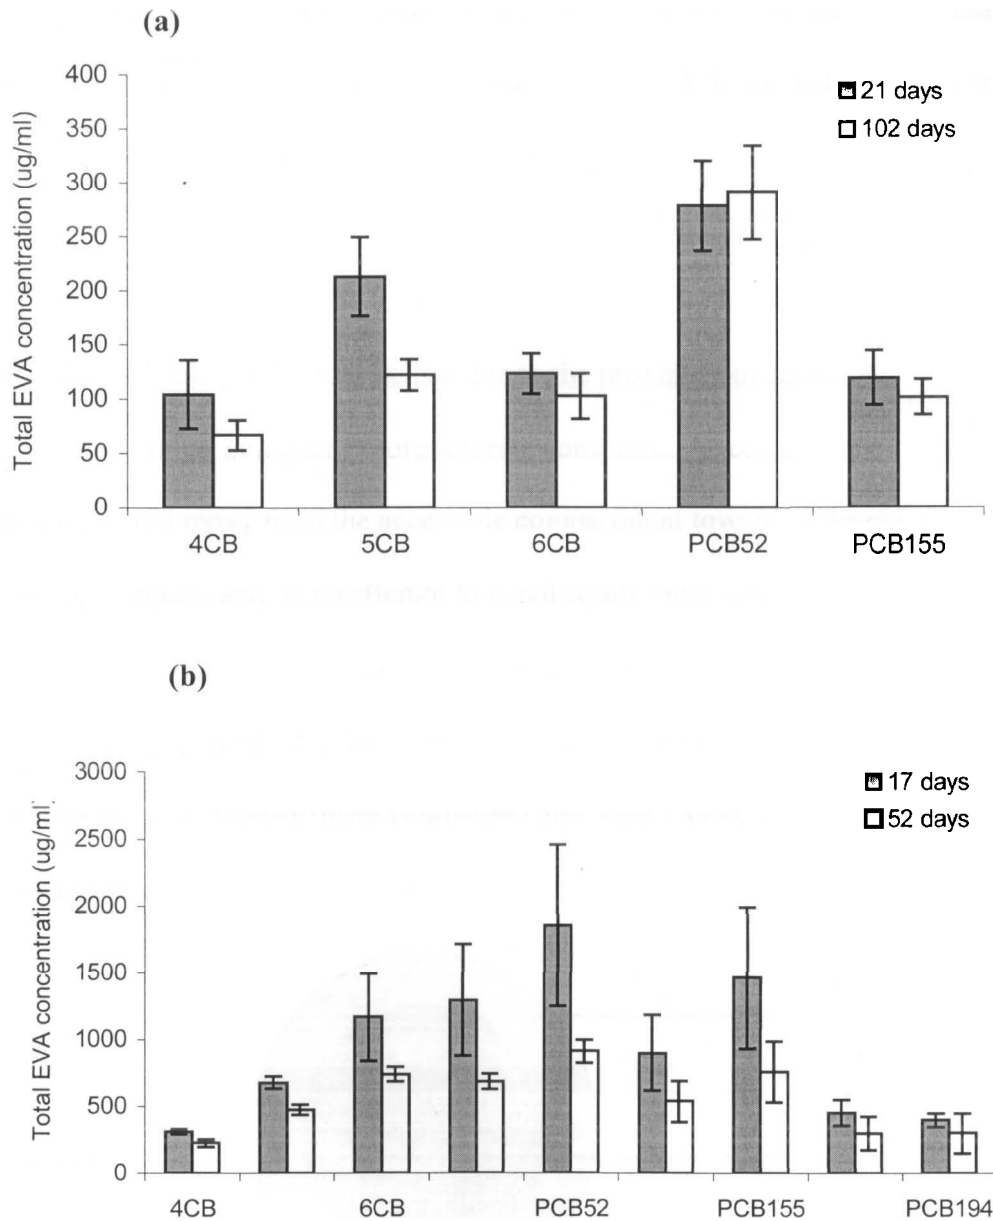 (a)
Total EVA concentration (ug/ml)
400
350
300
250
200
150
100
50
0
21 days
102 days
4CB 5CB 6CB PCB52 PCB155
(b)
Total EVA concentration (ug/ml)
3000
2500
2000
1500
1000
500
0
17 days
52 days
4CB 6CB PCB52 PCB155 PCB194